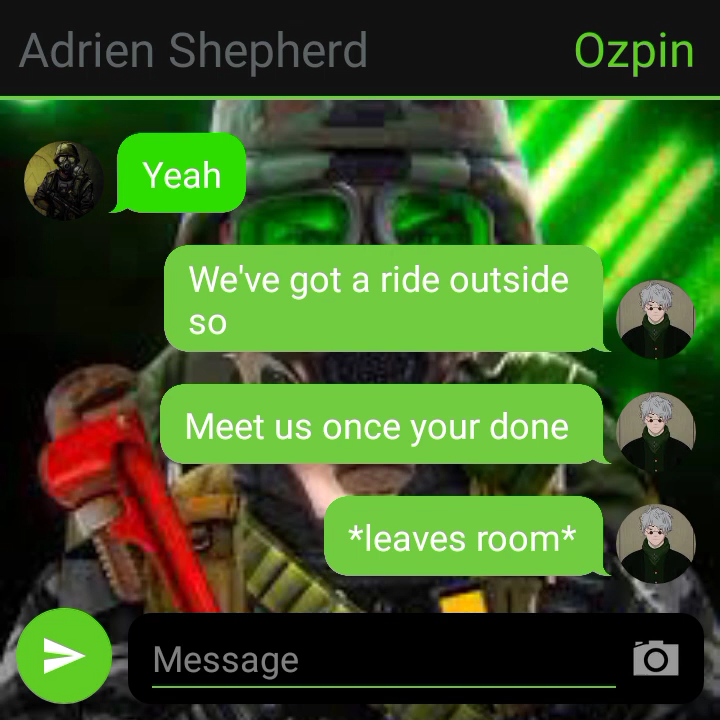 Adrien Shepherd
Ozpin
Yeah
We've got a ride outside
so
Meet us once your done
*leaves room*
Message